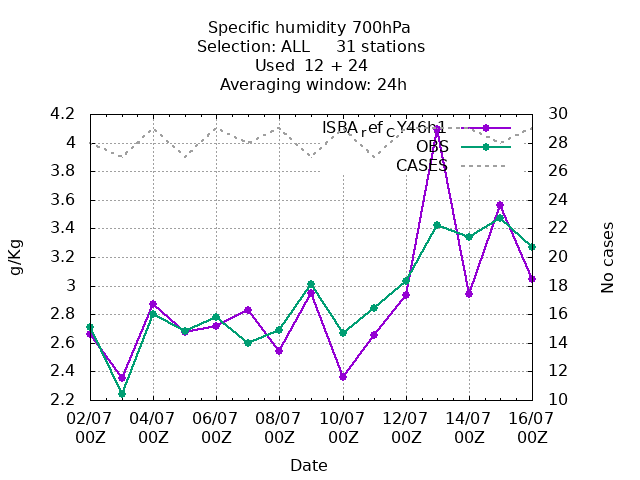 Specific humidity 700hPa
Selection: ALL 31 stations
Used 12 + 24
Averaging window: 24h
ISBA_ref_CY46h1
OBS
CASES
4.2
4
3.8
3.6
3.4
3.2
3
2.8
2.6
2.4
2.2
g/Kg
30
28
26
24
22
20
18
16
14
12
10
No cases
02/07 04/07 06/07 08/07 10/07 12/07 14/07 16/07
00Z 00Z 00Z 00Z 00Z 00Z 00Z 00Z
Date